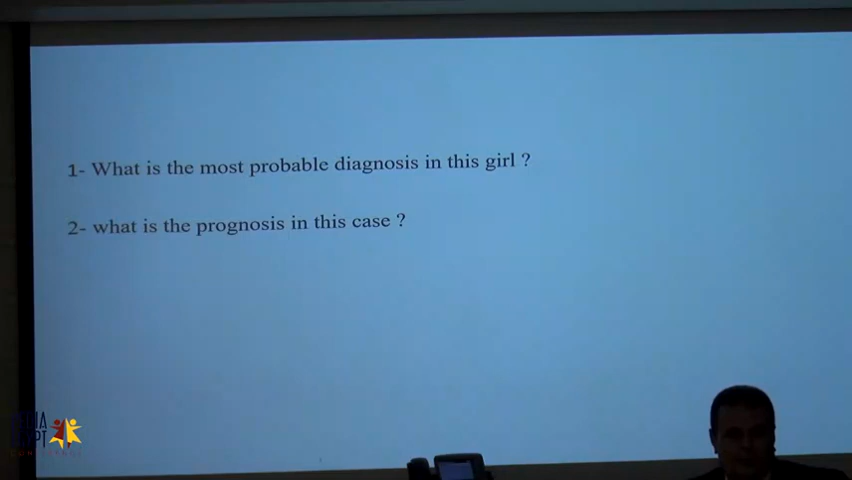 1- What is the most probable diagnosis in this girl ?
2- what is the prognosis in this case ?